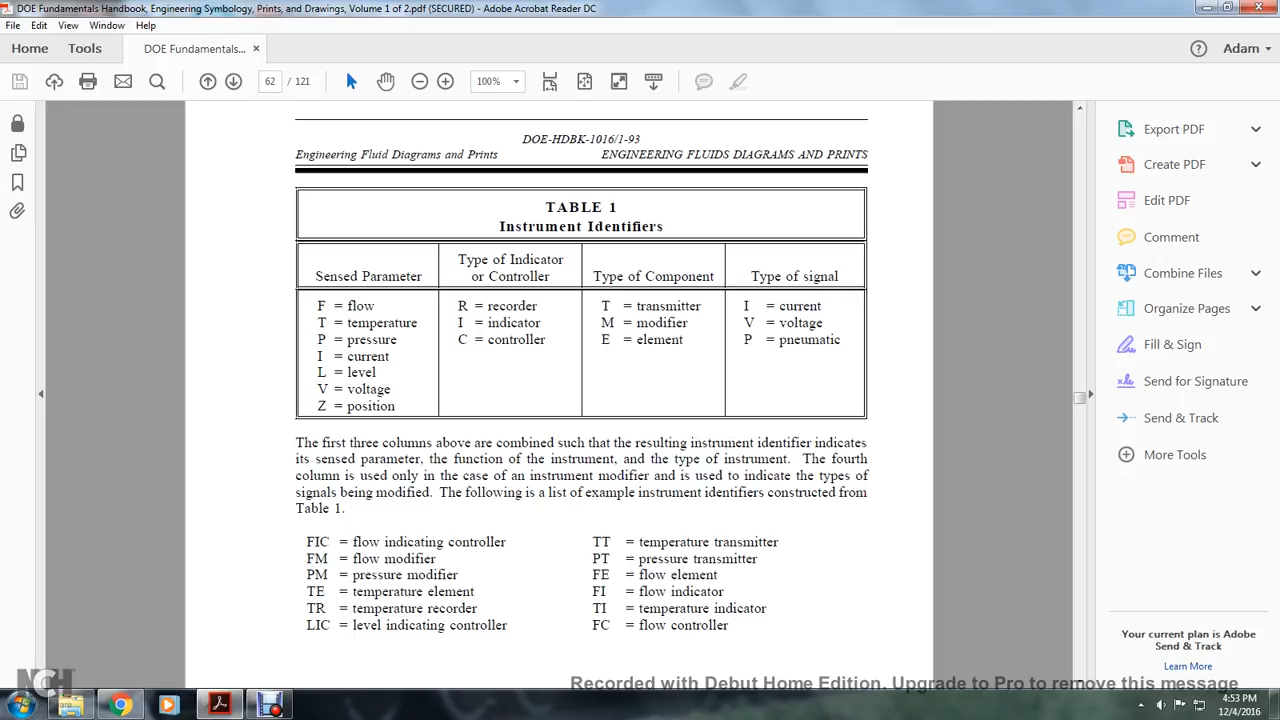 DOE Fundamentals Handbook, Engineering Symbology, Prints, and Drawings, Volume 1 of 2.pdf (SECURED) - Adobe Acrobat Reader DC
File Edit View Window Help
Home Tools DOE Fundamentals... × Adam
62 / 121 100%
DOE-HDBK-1016/1-93
Engineering Fluid Diagrams and Prints ENGINEERING FLUIDS DIAGRAMS AND PRINTS
TABLE 1
Instrument Identifiers
Sensed Parameter
Type of Indicator
or Controller
Type of Component
Type of signal
F = flow
T = temperature
P = pressure
I = current
L = level
V = voltage
Z = position
R = recorder
I = indicator
C = controller
T = transmitter
M = modifier
E = element
I = current
V = voltage
P = pneumatic
The first three columns above are combined such that the resulting instrument identifier indicates
its sensed parameter, the function of the instrument, and the type of instrument. The fourth
column is used only in the case of an instrument modifier and is used to indicate the types of
signals being modified. The following is a list of example instrument identifiers constructed from
Table 1.
FIC = flow indicating controller
FM = flow modifier
PM = pressure modifier
TE = temperature element
TR = temperature recorder
LIC = level indicating controller
TT = temperature transmitter
PT = pressure transmitter
FE = flow element
FI = flow indicator
TI = temperature indicator
FC = flow controller
Export PDF
Create PDF
Edit PDF
Comment
Combine Files
Organize Pages
Fill & Sign
Send for Signature
Send & Track
More Tools
Your current plan is Adobe
Send & Track
Learn More
NCH
Recorded with Debut Home Edition. Upgrade to Pro to remove this message
4:53 PM
12/4/2016